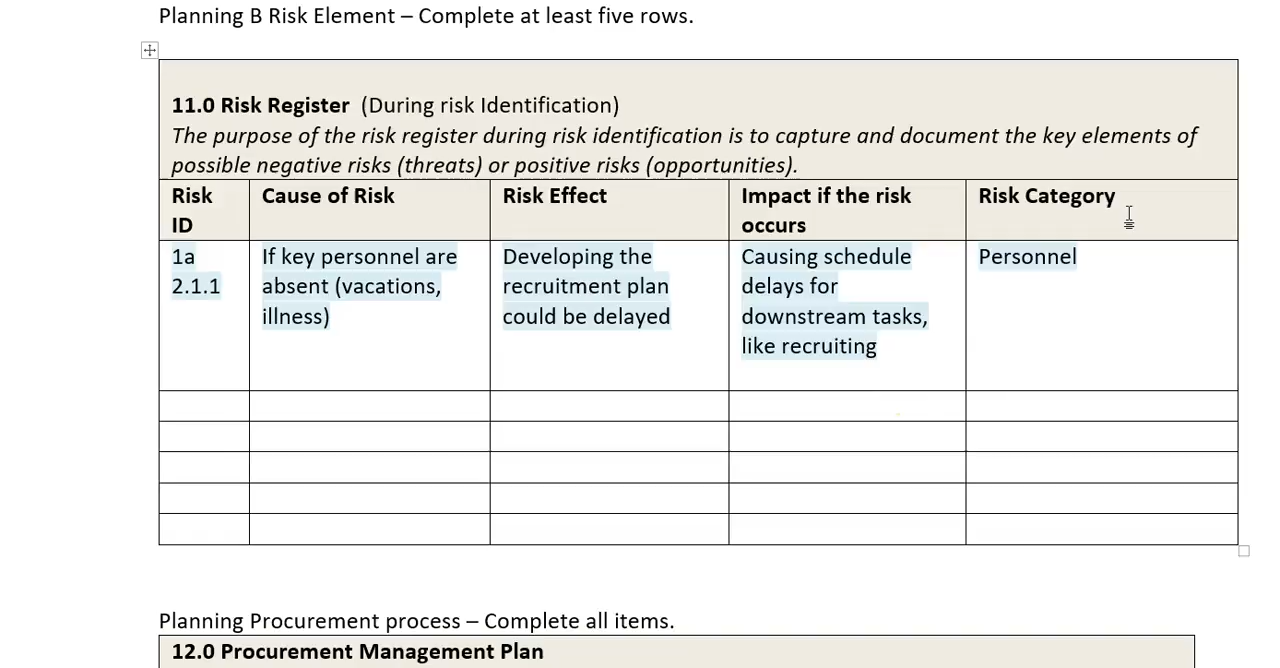 Planning B Risk Element – Complete at least five rows.
11.0 Risk Register (During risk Identification)
The purpose of the risk register during risk identification is to capture and document the key elements of
possible negative risks (threats) or positive risks (opportunities).
Risk ID | Cause of Risk | Risk Effect | Impact if the risk occurs | Risk Category
1a 2.1.1 | If key personnel are absent (vacations, illness) | Developing the recruitment plan could be delayed | Causing schedule delays for downstream tasks, like recruiting | Personnel
Planning Procurement process – Complete all items.
12.0 Procurement Management Plan